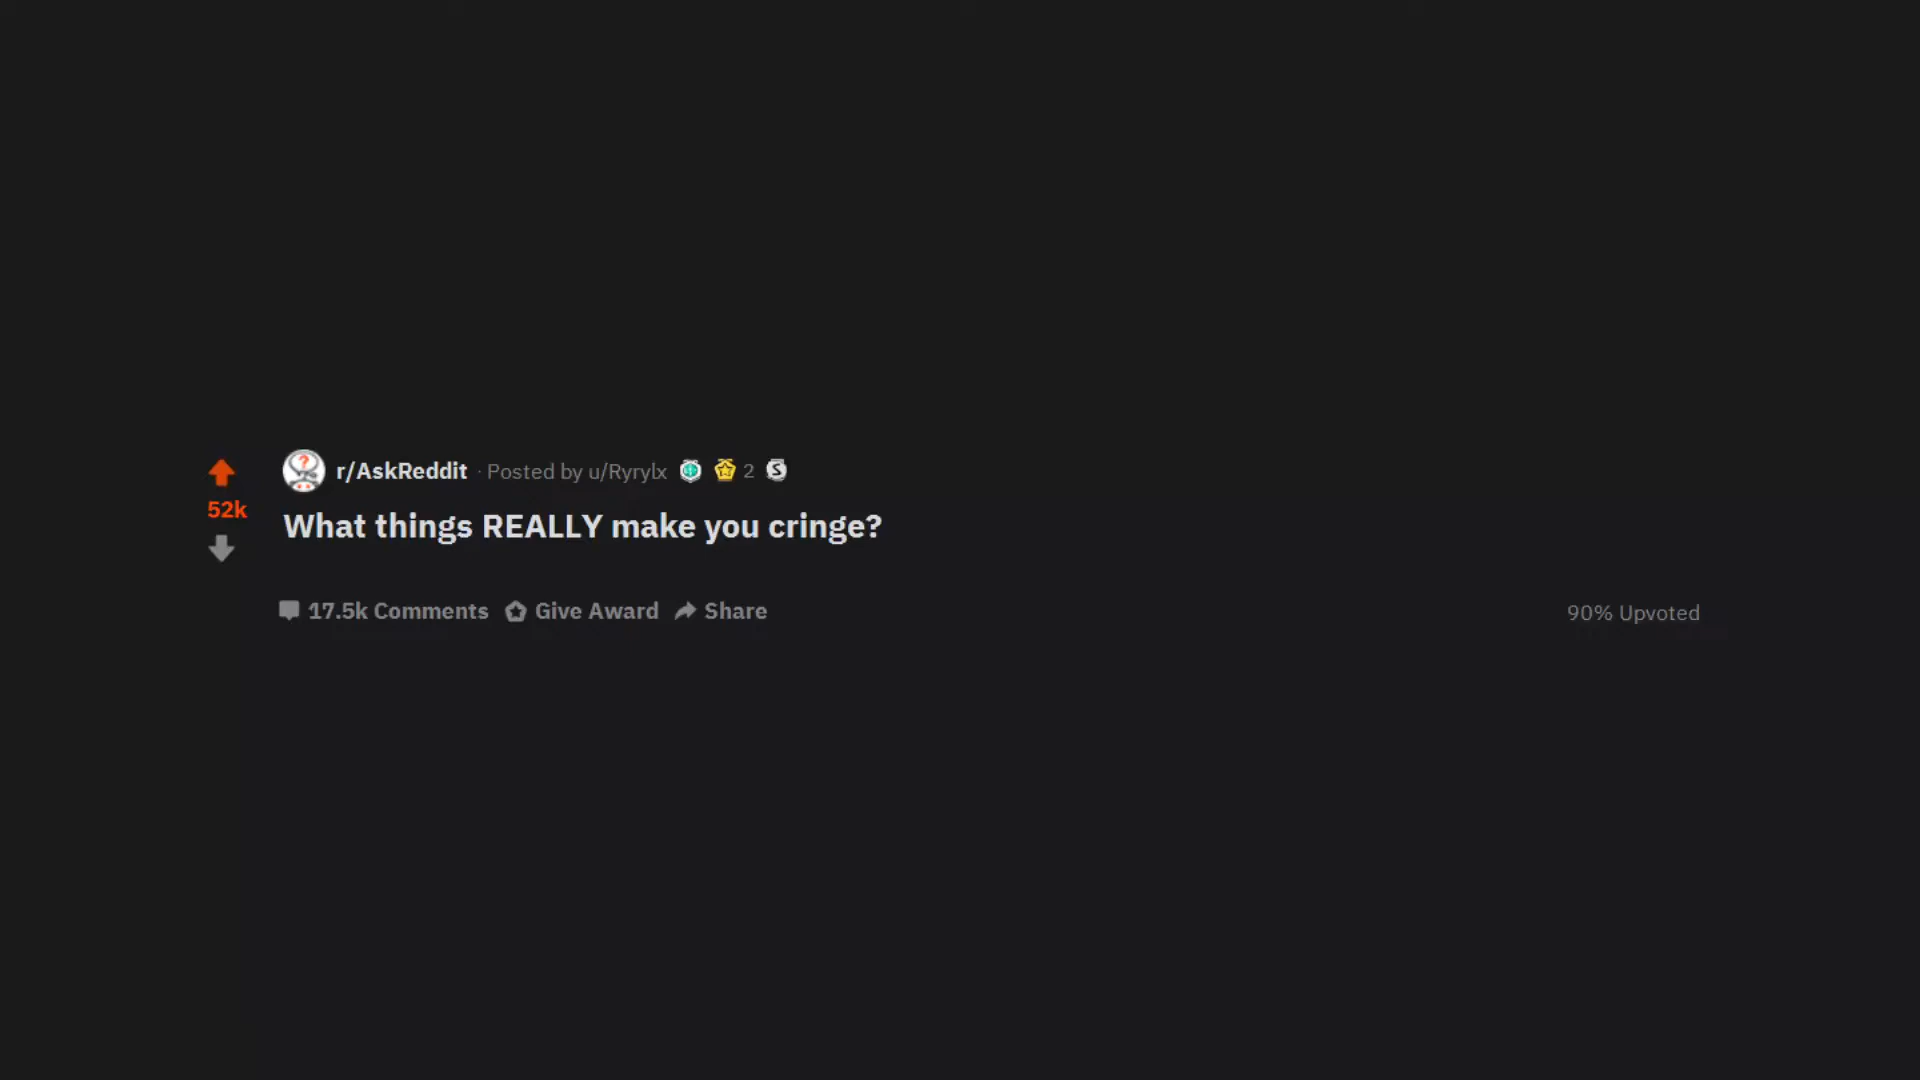 r/AskReddit · Posted by u/Ryrylx 2
52k
What things REALLY make you cringe?
17.5k Comments Give Award Share
90% Upvoted